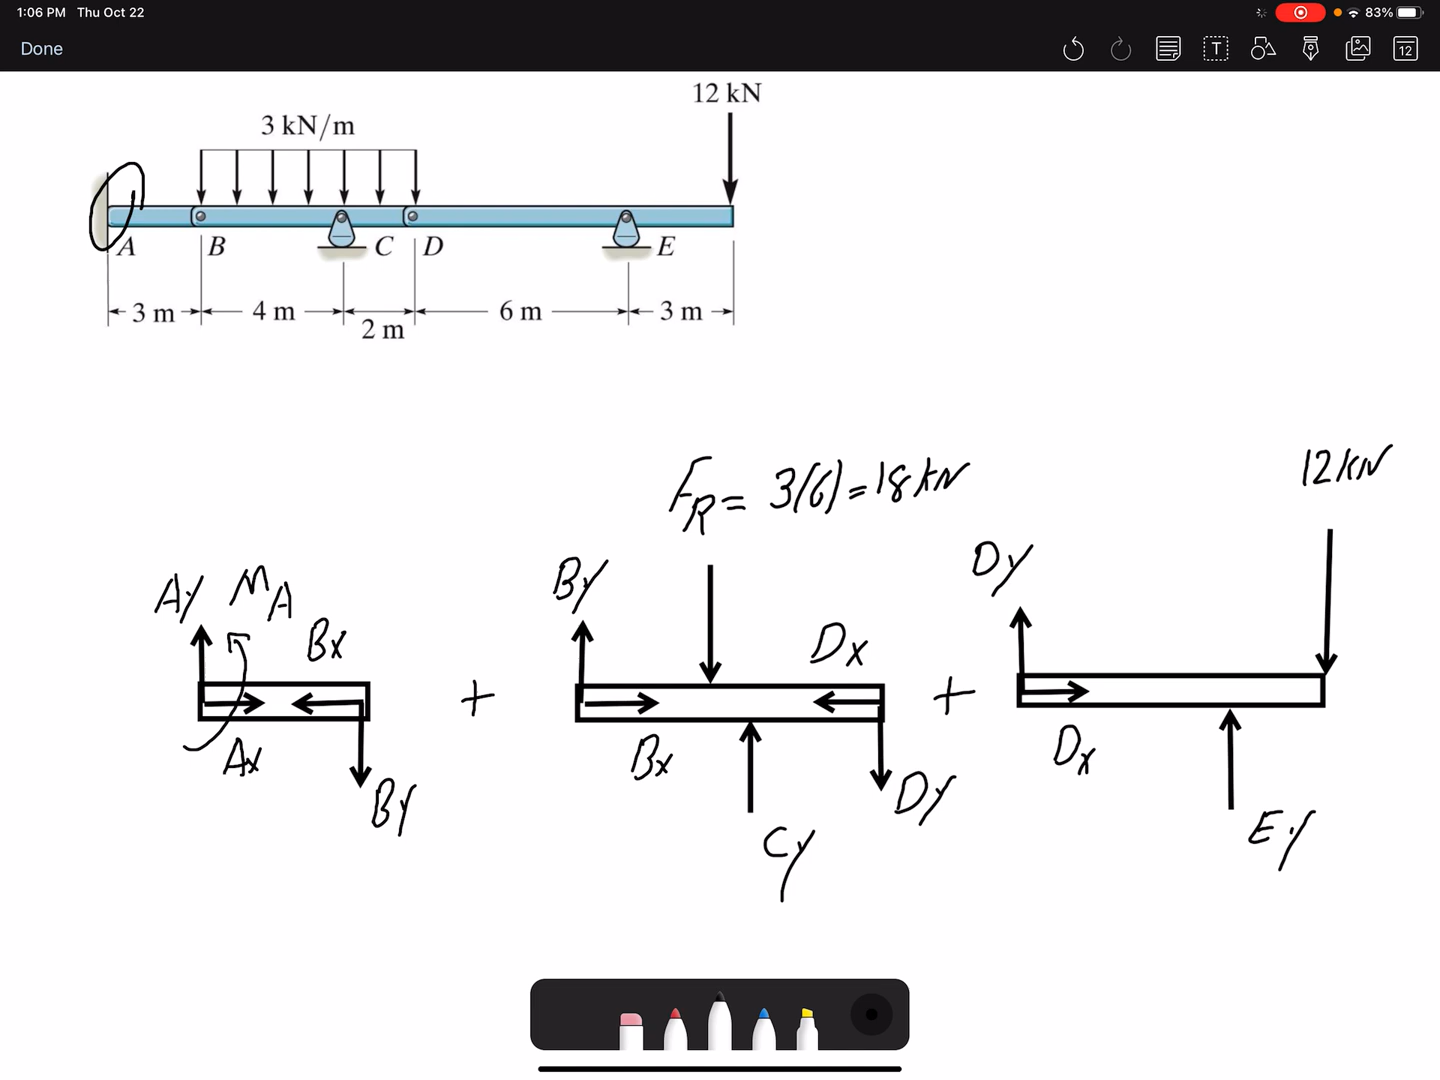 1:06 PM Thu Oct 22
83%
Done
T
12
12 kN
3 kN/m
A
B
C
D
E
3 m
4 m
2 m
6 m
3 m
FR = 3(6) = 18 kN
12 kN
Ay MA
Bx
Ax
By
+
By
Dx
Bx
Cy
Dy
+
Dy
Dx
Ey